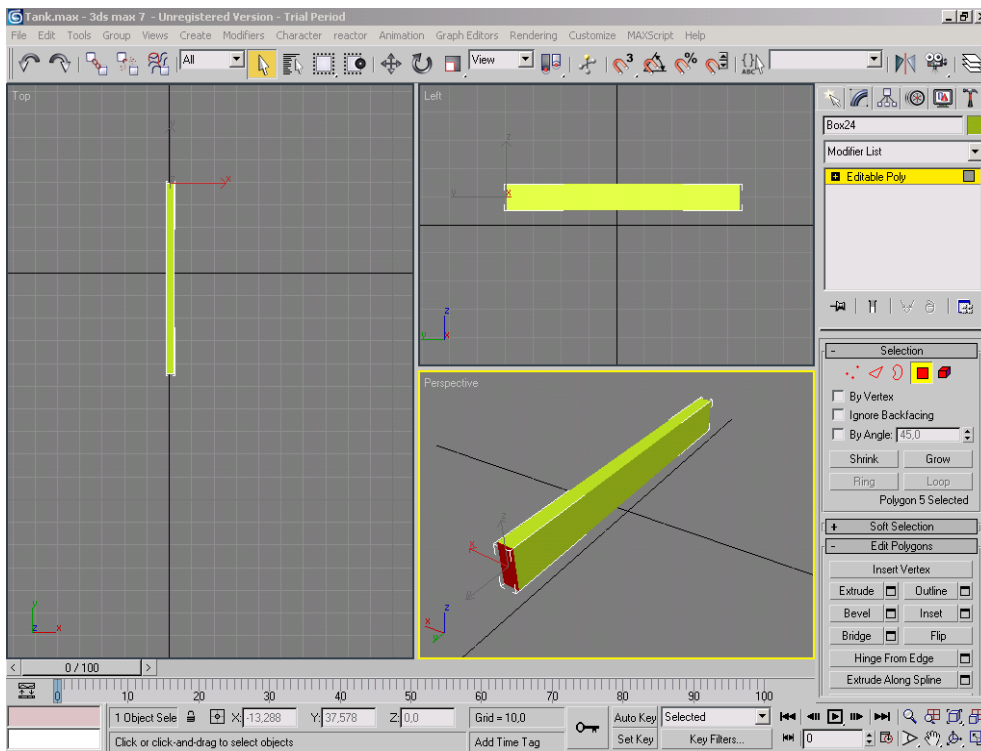 Tank.max - 3ds max 7 - Unregistered Version - Trial Period
File Edit Tools Group Views Create Modifiers Character reactor Animation Graph Editors Rendering Customize MAXScript Help
All
View
3
%
ABC
Top
Left
Perspective
x
z
y
x
y
z
x
z
y
x
x
z
x
y
Box24
Modifier List
Editable Poly
Selection
By Vertex
Ignore Backfacing
By Angle: 45,0
Shrink Grow
Ring Loop
Polygon 5 Selected
+ Soft Selection
- Edit Polygons
Insert Vertex
Extrude Outline
Bevel Inset
Bridge Flip
Hinge From Edge
Extrude Along Spline
< 0 / 100 >
0 10 20 30 40 50 60 70 80 90 100
1 Object Sele X: -13,288 Y: 37,578 Z: 0,0 Grid = 10,0 Auto Key Selected
Click or click-and-drag to select objects Add Time Tag Set Key Key Filters... 0